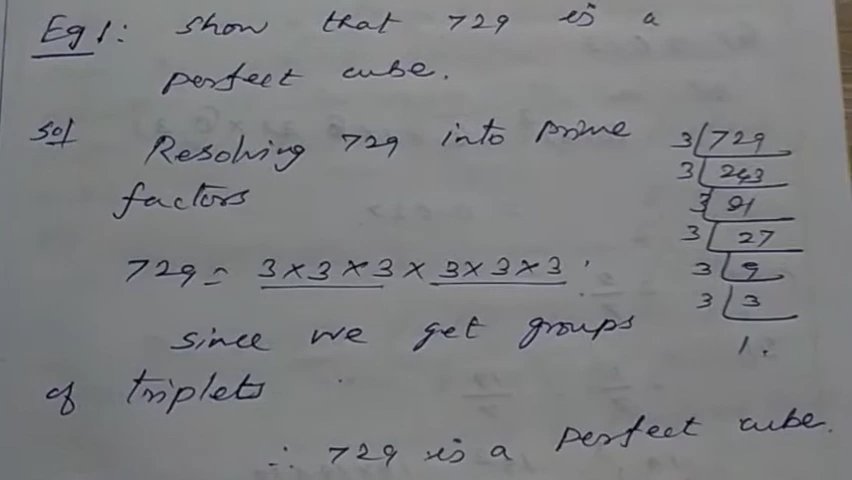 Eg 1: Show that 729 is a
perfect cube.
Sol Resolving 729 into prime
factors
729 = 3×3×3 × 3×3×3.
since we get groups
of triplets
∴ 729 is a perfect cube.
3 729
3 243
3 81
3 27
3 9
3 3
1.